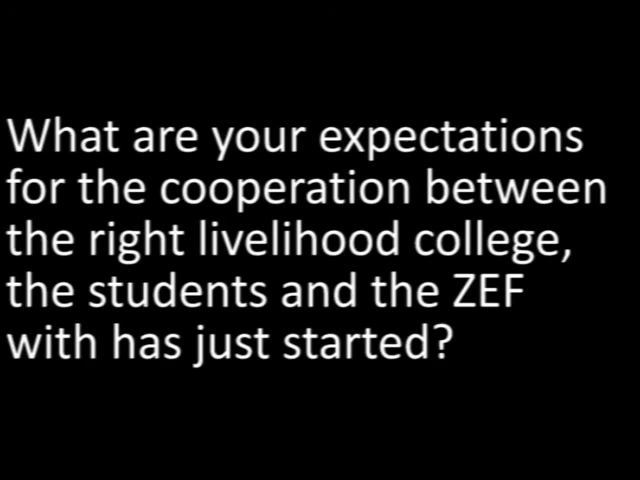 What are your expectations
for the cooperation between
the right livelihood college,
the students and the ZEF
with has just started?